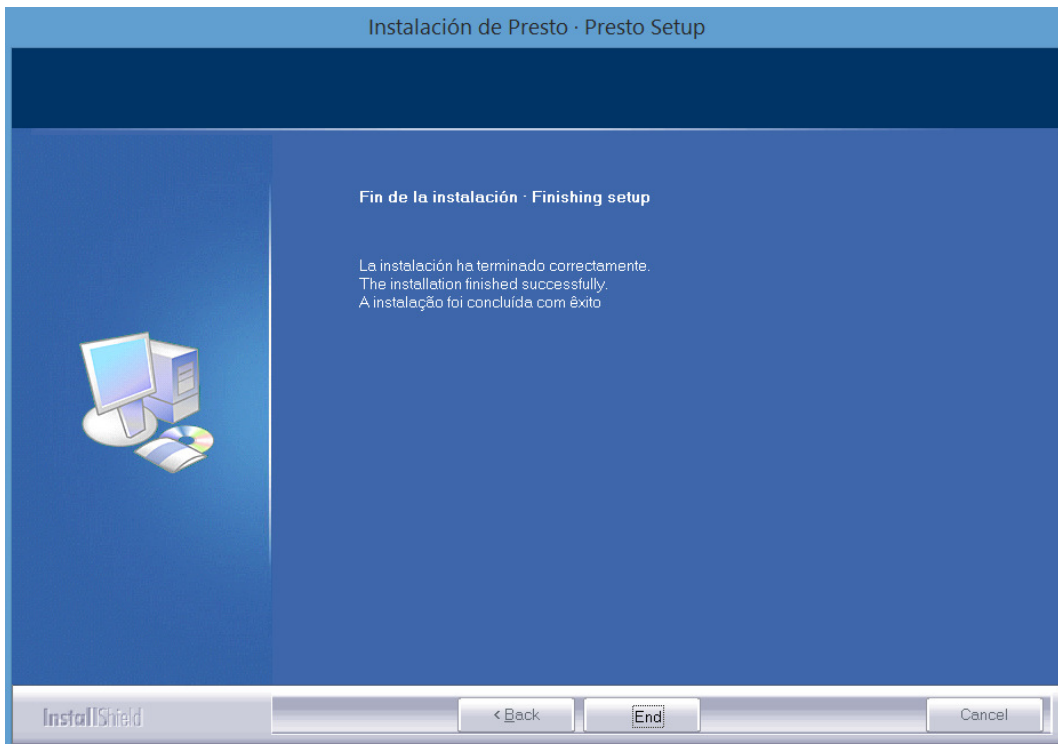 Instalación de Presto · Presto Setup
Fin de la instalación · Finishing setup
La instalación ha terminado correctamente.
The installation finished successfully.
A instalação foi concluída com êxito
InstallShield
< Back
End
Cancel